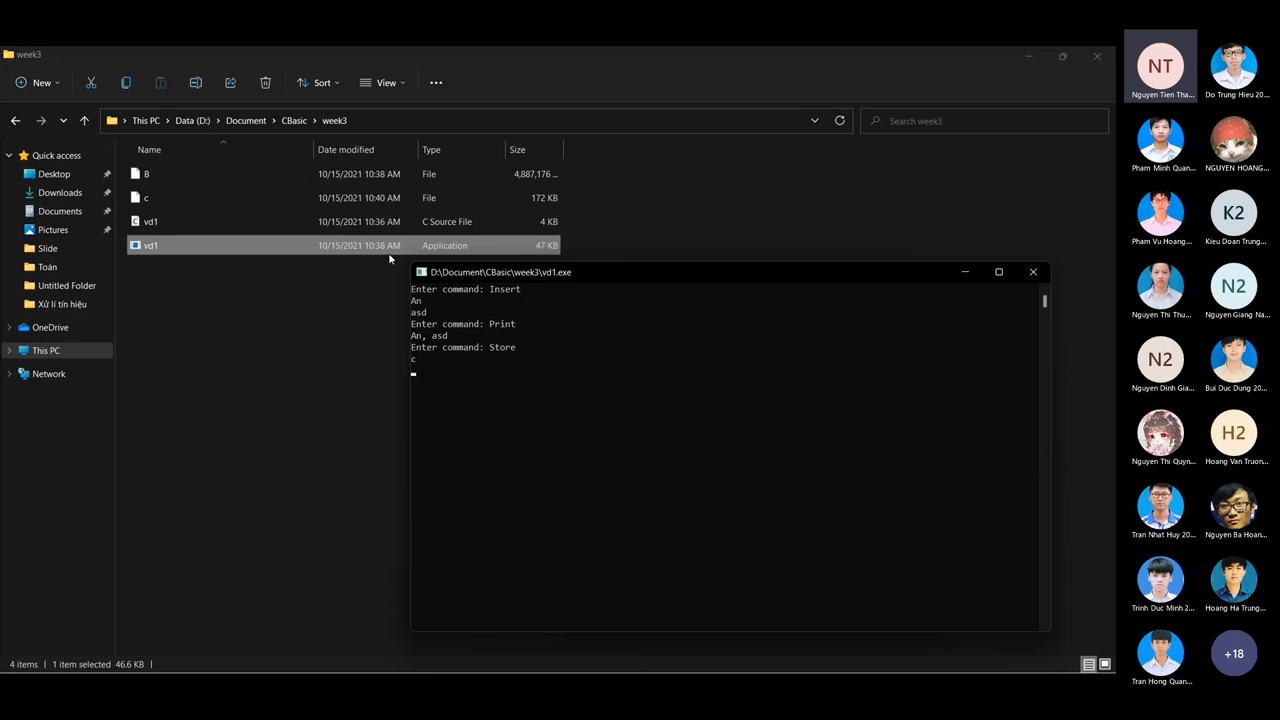 week3
New
Sort
View
This PC > Data (D:) > Document > CBasic > week3
Search week3
Name
Date modified
Type
Size
Quick access
Desktop
Downloads
Documents
Pictures
Slide
Toán
Untitled Folder
Xử lí tín hiệu
OneDrive
This PC
Network
B 10/15/2021 10:38 AM File 4,887,176 ...
c 10/15/2021 10:40 AM File 172 KB
vd1 10/15/2021 10:36 AM C Source File 4 KB
vd1 10/15/2021 10:38 AM Application 47 KB
D:\Document\CBasic\week3\vd1.exe
Enter command: Insert
An
asd
Enter command: Print
An, asd
Enter command: Store
c
4 items
1 item selected 46.6 KB
NT
Nguyen Tien Tha...
Do Trung Hieu 20...
Pham Minh Quan...
NGUYEN HOANG...
Pham Vu Hoang...
K2
Kieu Doan Trung...
Nguyen Thi Thu...
N2
Nguyen Giang Na...
N2
Nguyen Dinh Gia...
Bui Duc Dung 20...
Nguyen Thi Quyn...
H2
Hoang Van Truon...
Tran Nhat Huy 20...
Nguyen Ba Hoan...
Trinh Duc Minh 2...
Hoang Ha Trung...
Tran Hong Quan...
+18